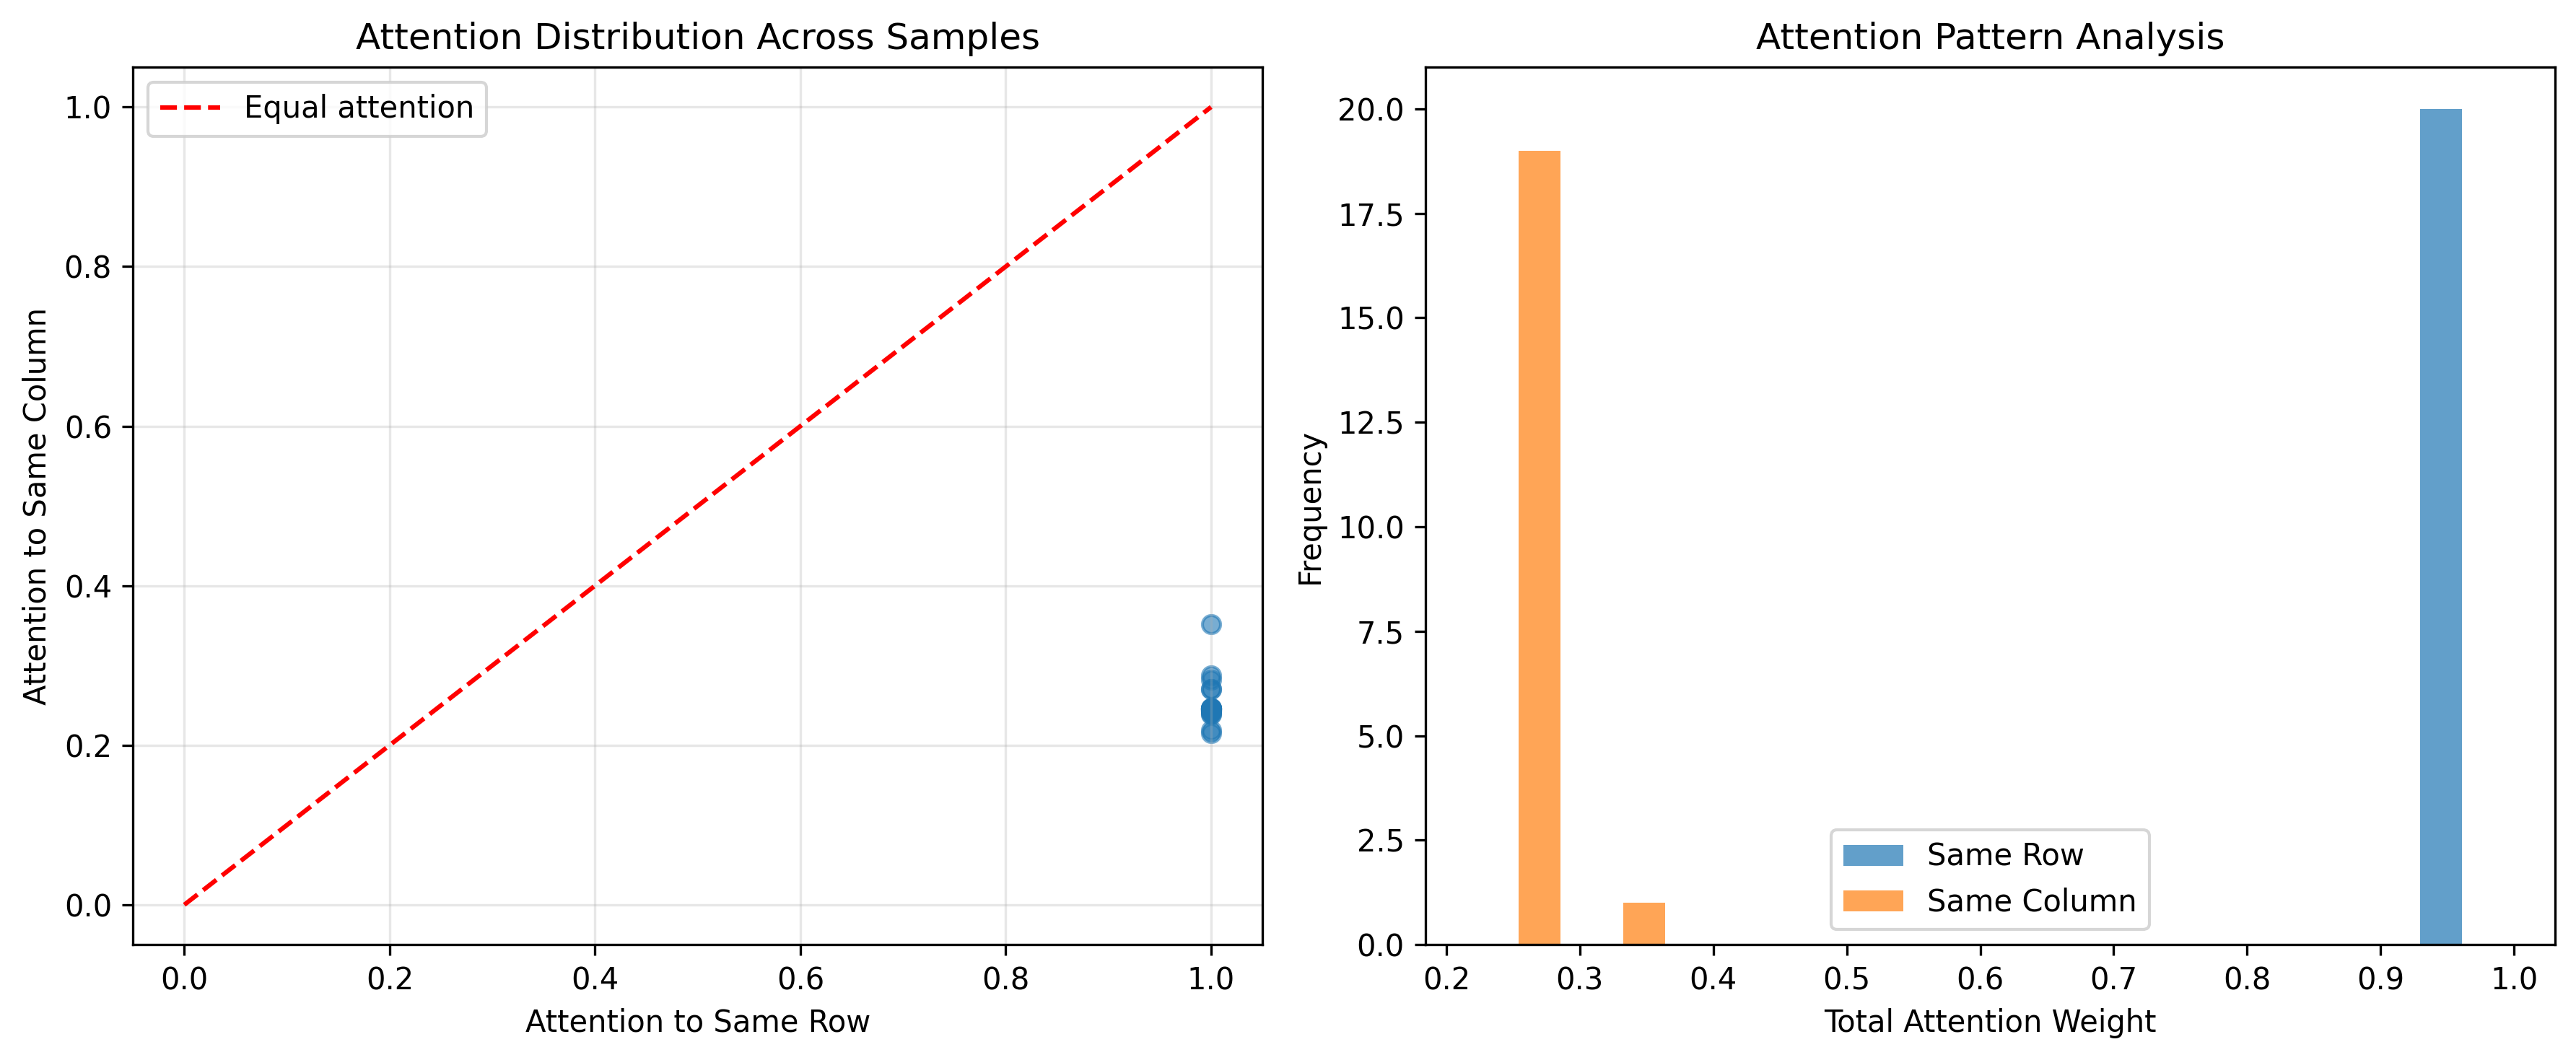 Attention Distribution Across Samples
Equal attention
1.0
0.8
0.6
0.4
0.2
0.0
Attention to Same Column
0.0 0.2 0.4 0.6 0.8 1.0
Attention to Same Row
Attention Pattern Analysis
20.0
17.5
15.0
12.5
10.0
7.5
5.0
2.5
0.0
Frequency
Same Row
Same Column
0.2 0.3 0.4 0.5 0.6 0.7 0.8 0.9 1.0
Total Attention Weight